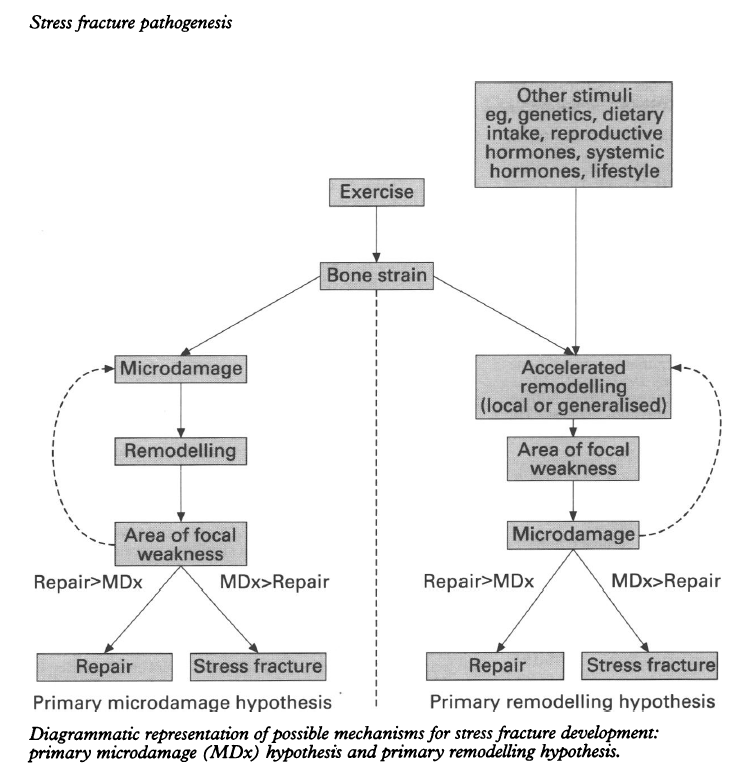 Stress fracture pathogenesis
Other stimuli
eg, genetics, dietary
intake, reproductive
hormones, systemic
hormones, lifestyle
Exercise
Bone strain
Microdamage
Remodelling
Area of focal
weakness
Repair>MDx
MDx>Repair
Repair
Stress fracture
Primary microdamage hypothesis
Accelerated
remodelling
(local or generalised)
Area of focal
weakness
Microdamage
Repair>MDx
MDx>Repair
Repair
Stress fracture
Primary remodelling hypothesis
Diagrammatic representation of possible mechanisms for stress fracture development:
primary microdamage (MDx) hypothesis and primary remodelling hypothesis.